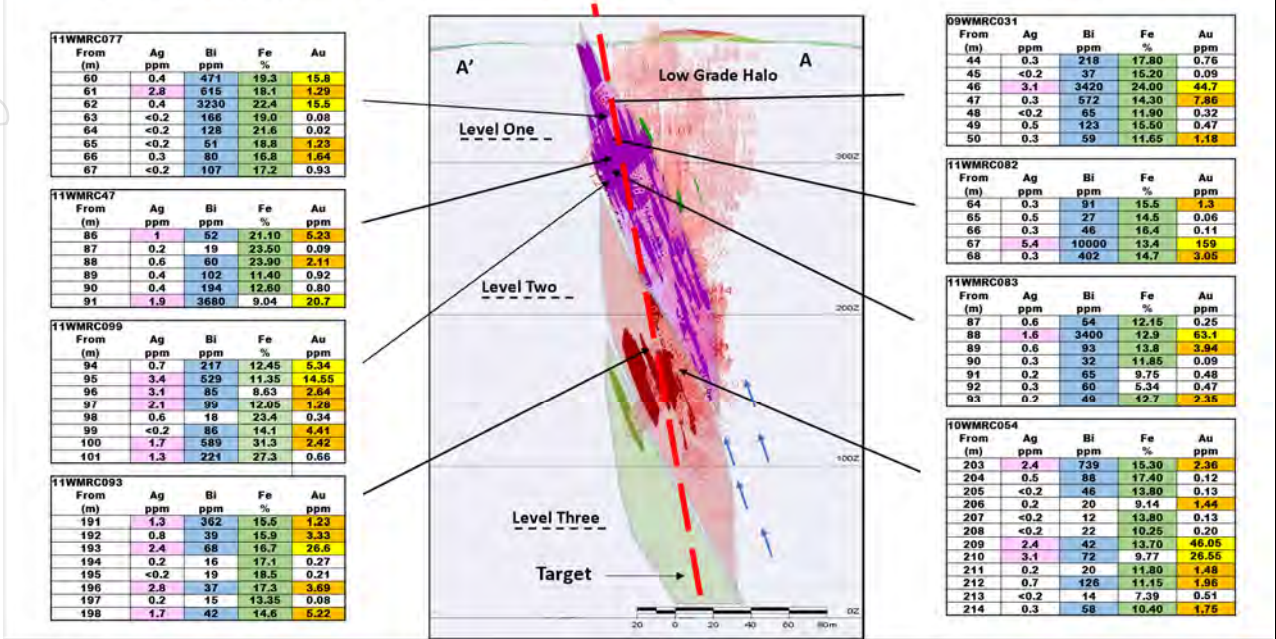 11WMRC077
From (m) Ag ppm Bi ppm Fe % Au ppm
60 0.4 471 19.3 15.8
61 2.8 615 18.1 1.29
62 0.4 3230 22.4 15.5
63 <0.2 166 19.0 0.08
64 <0.2 128 21.6 0.02
65 <0.2 51 18.8 1.23
66 0.3 80 16.8 1.64
67 <0.2 107 17.2 0.93
11WMRC47
From (m) Ag ppm Bi ppm Fe % Au ppm
86 1 52 21.10 5.23
87 0.2 19 23.50 0.09
88 0.6 60 23.90 2.11
89 0.4 102 11.40 0.92
90 0.4 194 12.60 0.80
91 1.9 3680 9.04 20.7
11WMRC099
From (m) Ag ppm Bi ppm Fe % Au ppm
94 0.7 217 12.45 5.34
95 3.4 529 11.35 14.55
96 3.1 85 8.63 2.64
97 2.1 99 12.05 1.28
98 0.6 18 23.4 0.34
99 <0.2 86 14.1 4.41
100 1.7 589 31.3 2.42
101 1.3 221 27.3 0.66
11WMRC093
From (m) Ag ppm Bi ppm Fe % Au ppm
191 1.3 362 15.5 1.23
192 0.8 39 15.9 3.33
193 2.4 68 16.7 26.6
194 0.2 16 17.1 0.27
195 <0.2 19 18.5 0.21
196 2.8 37 17.3 3.69
197 0.2 15 13.35 0.08
198 1.7 42 14.6 5.22
A'
A
Low Grade Halo
Level One
300Z
Level Two
200Z
100Z
Level Three
Target
0Z
20 0 20 40 60 80m
09WMRC031
From (m) Ag ppm Bi ppm Fe % Au ppm
44 0.3 218 17.80 0.76
45 <0.2 37 15.20 0.09
46 3.1 3420 24.00 44.7
47 0.3 572 14.30 7.86
48 <0.2 65 11.90 0.32
49 0.5 123 15.50 0.47
50 0.3 59 11.65 1.18
11WMRC082
From (m) Ag ppm Bi ppm Fe % Au ppm
64 0.3 91 15.5 1.3
65 0.5 27 14.5 0.06
66 0.3 46 16.4 0.11
67 5.4 10000 13.4 159
68 0.3 402 14.7 3.05
11WMRC083
From (m) Ag ppm Bi ppm Fe % Au ppm
87 0.6 54 12.15 0.25
88 1.6 3400 12.9 63.1
89 0.6 93 13.8 3.94
90 0.3 32 11.85 0.09
91 0.2 65 9.75 0.48
92 0.3 60 5.34 0.47
93 0.2 49 12.7 2.35
10WMRC054
From (m) Ag ppm Bi ppm Fe % Au ppm
203 2.4 739 15.30 2.36
204 0.5 88 17.40 0.12
205 <0.2 46 13.80 0.13
206 0.2 20 9.14 1.44
207 <0.2 12 13.80 0.13
208 <0.2 22 10.25 0.20
209 2.4 42 13.70 46.05
210 3.1 72 9.77 26.55
211 0.2 20 11.80 1.48
212 0.7 126 11.15 1.96
213 <0.2 14 7.39 0.51
214 0.3 58 10.40 1.75